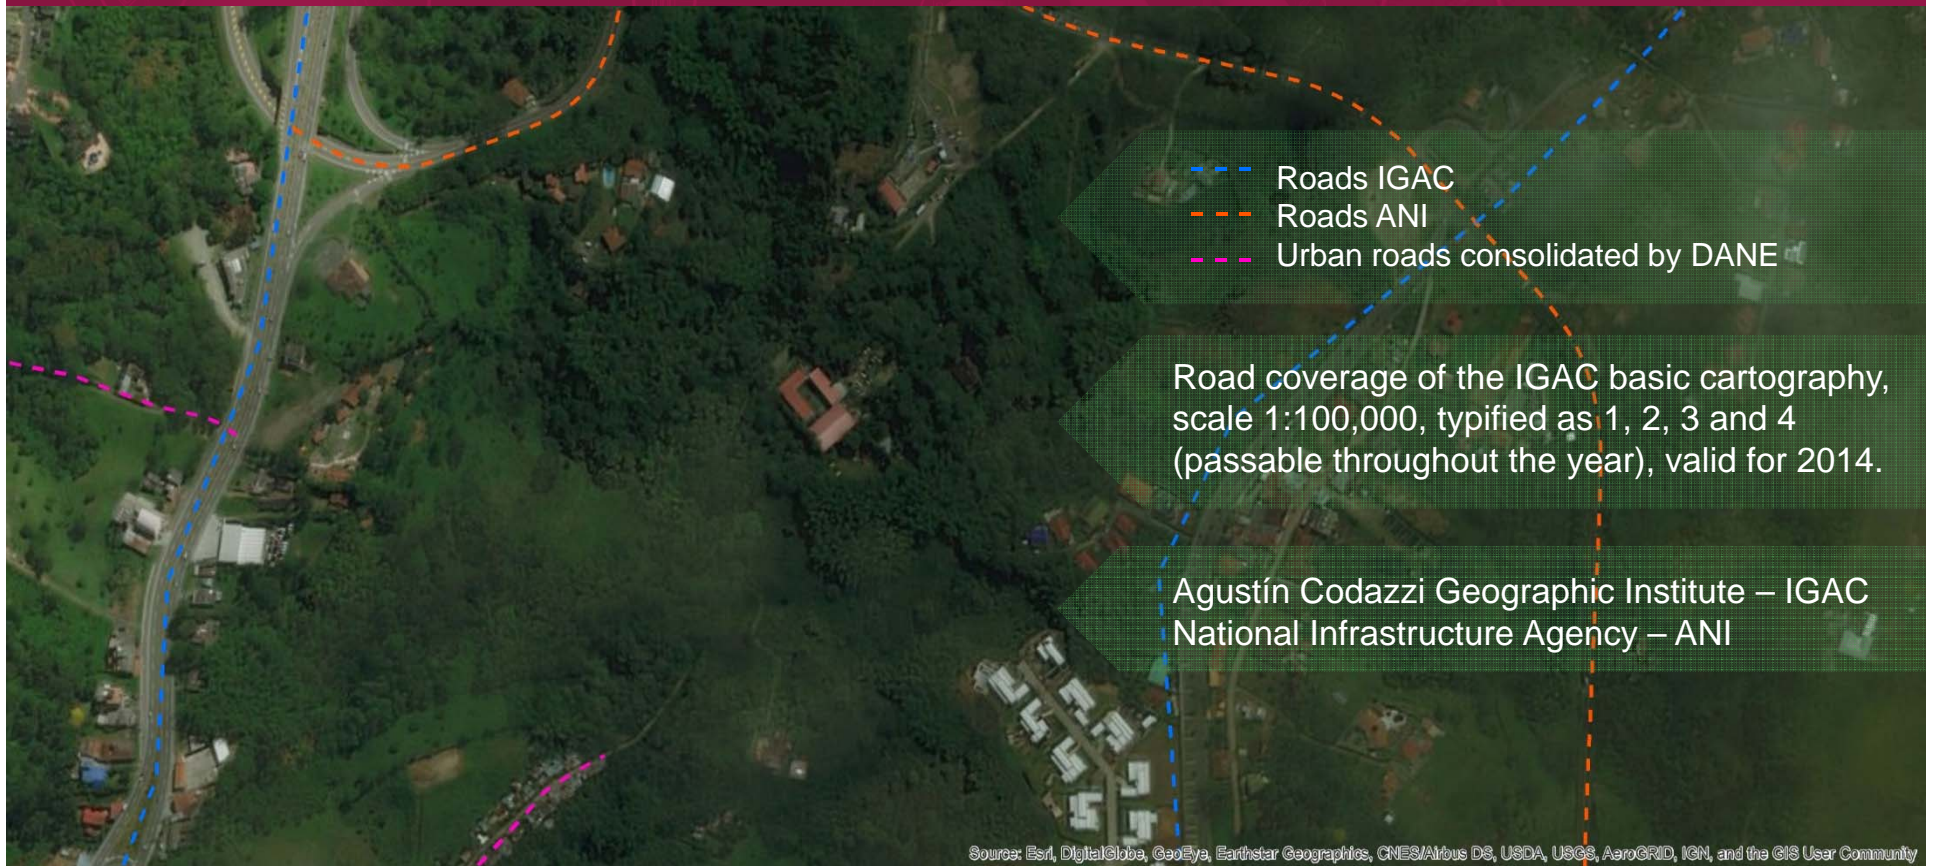 Roads IGAC
Roads ANI
Urban roads consolidated by DANE
Road coverage of the IGAC basic cartography,
scale 1:100,000, typified as 1, 2, 3 and 4
(passable throughout the year), valid for 2014.
Agustín Codazzi Geographic Institute – IGAC
National Infrastructure Agency – ANI
Source: Esri, DigitalGlobe, GeoEye, Earthstar Geographics, CNES/Airbus DS, USDA, USGS, AeroGRID, IGN, and the GIS User Community